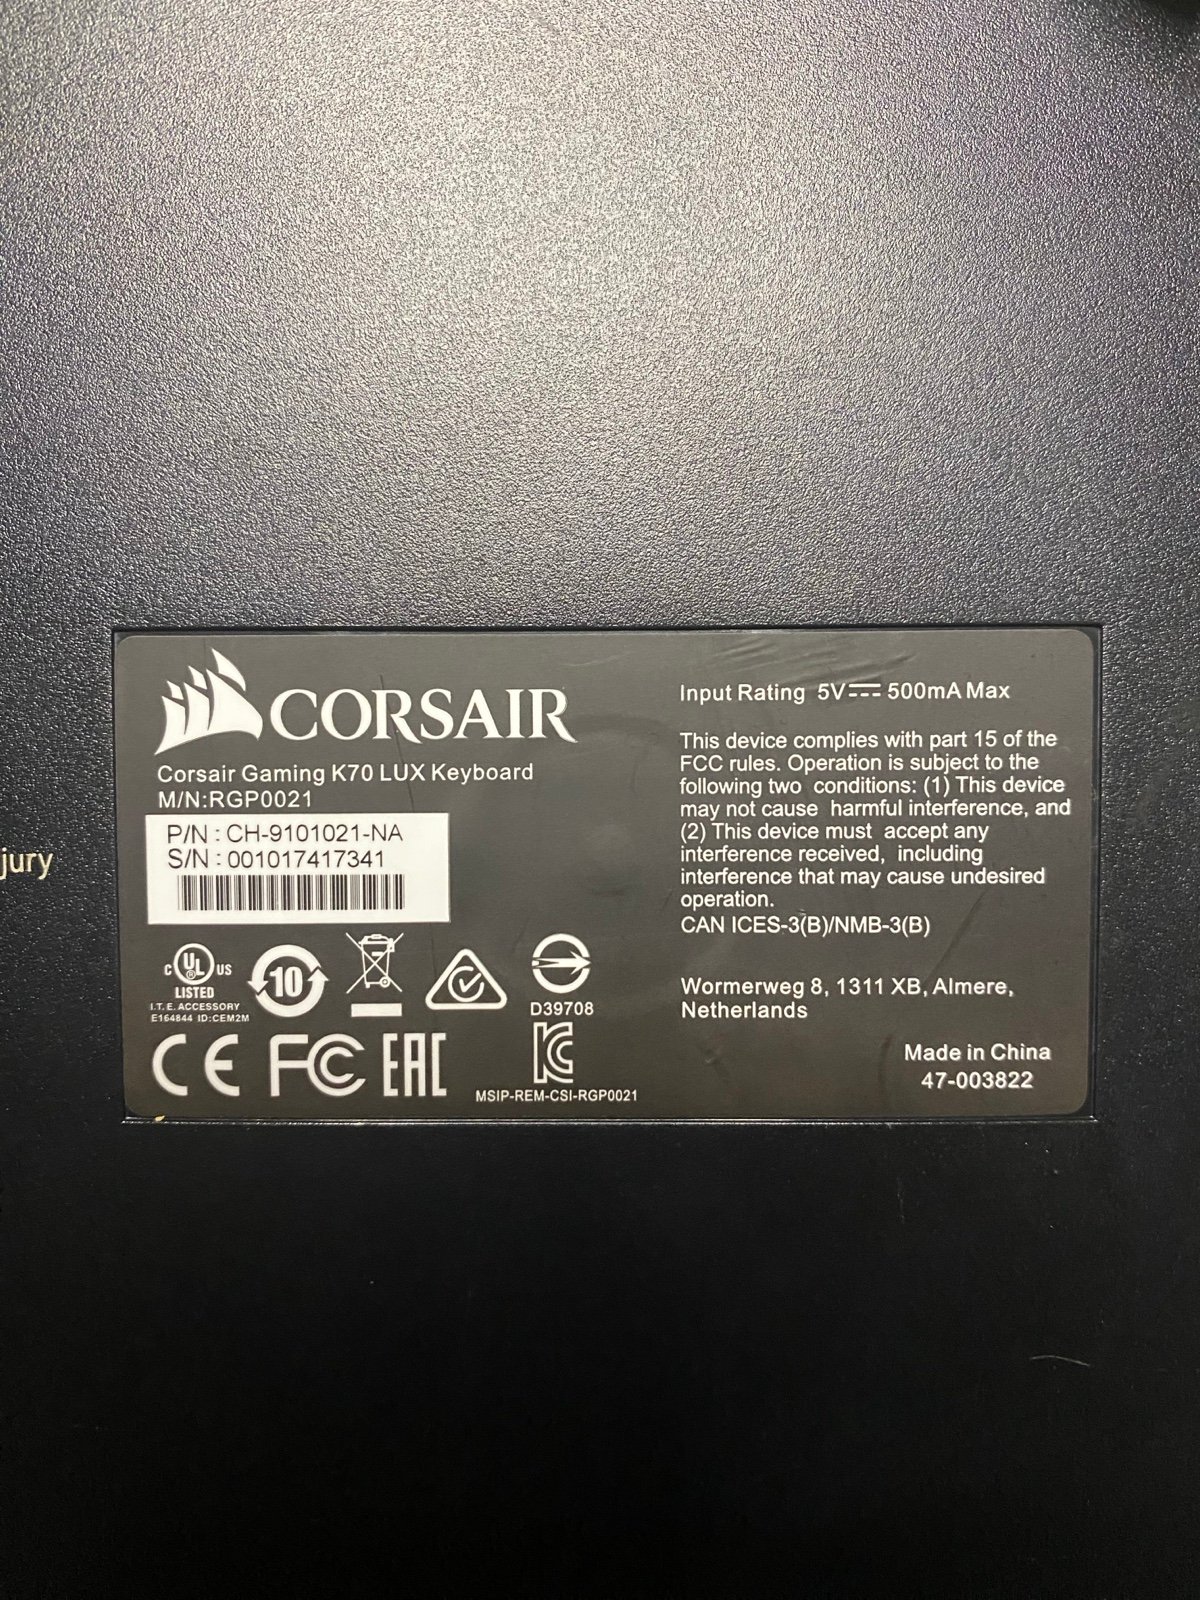 CORSAIR
Corsair Gaming K70 LUX Keyboard
M/N:RGP0021
P/N : CH-9101021-NA
S/N : 001017417341
jury
C UL US
®
LISTED
I.T.E. ACCESSORY
E164844 ID:CEM2M
10
D39708
CE FC EAC
KC
MSIP-REM-CSI-RGP0021
Input Rating 5V⎓ 500mA Max
This device complies with part 15 of the
FCC rules. Operation is subject to the
following two conditions: (1) This device
may not cause harmful interference, and
(2) This device must accept any
interference received, including
interference that may cause undesired
operation.
CAN ICES-3(B)/NMB-3(B)
Wormerweg 8, 1311 XB, Almere,
Netherlands
Made in China
47-003822